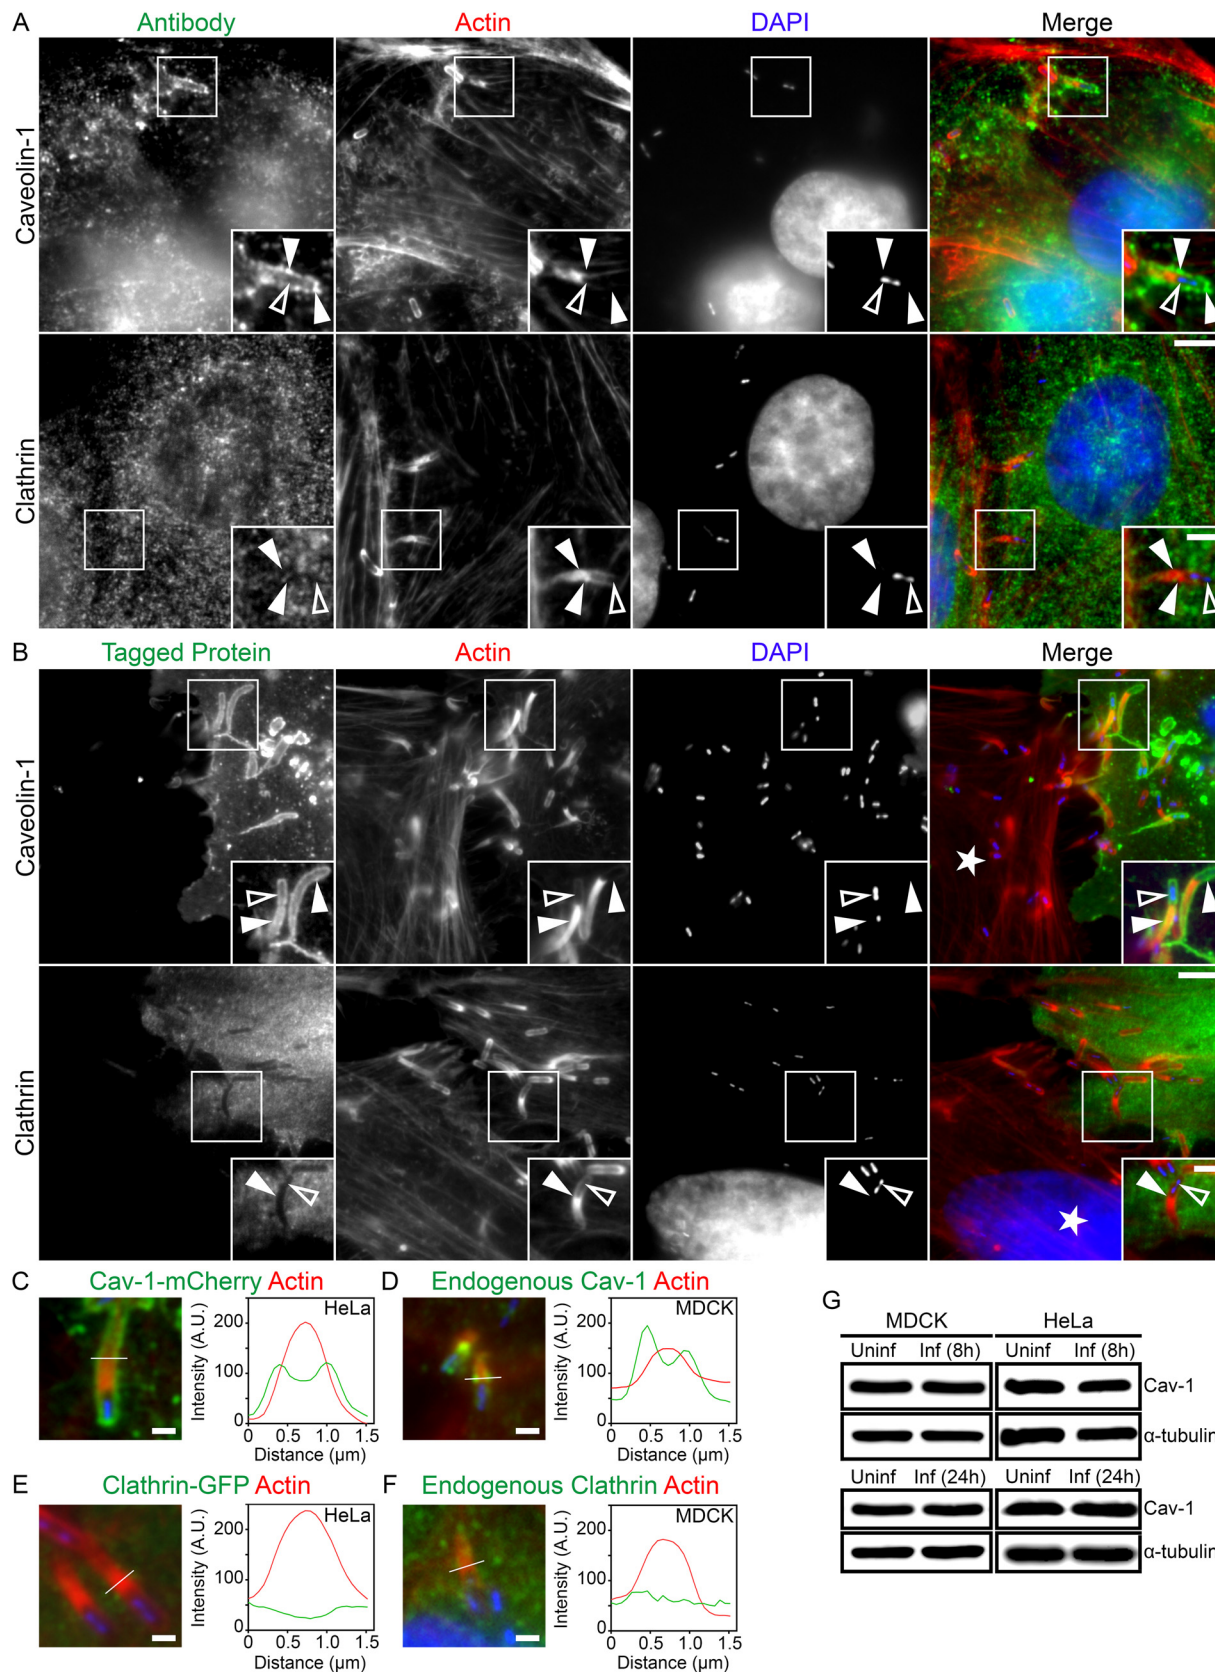 A Antibody Actin DAPI Merge
Caveolin-1
Clathrin
B Tagged Protein Actin DAPI Merge
Caveolin-1
Clathrin
C Cav-1-mCherry Actin
HeLa
Intensity (A.U.)
200
100
0
0 0.5 1.0 1.5
Distance (µm)
D Endogenous Cav-1 Actin
MDCK
Intensity (A.U.)
200
100
0
0 0.5 1.0 1.5
Distance (µm)
E Clathrin-GFP Actin
HeLa
Intensity (A.U.)
200
100
0
0 0.5 1.0 1.5
Distance (µm)
F Endogenous Clathrin Actin
MDCK
Intensity (A.U.)
200
100
0
0 0.5 1.0 1.5
Distance (µm)
G
MDCK HeLa
Uninf Inf (8h) Uninf Inf (8h)
Cav-1
α-tubulin
Uninf Inf (24h) Uninf Inf (24h)
Cav-1
α-tubulin